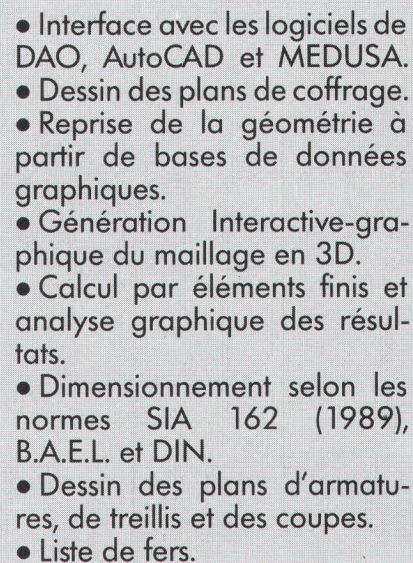 ● Interface avec les logiciels de
DAO, AutoCAD et MEDUSA.
● Dessin des plans de coffrage.
● Reprise de la géométrie à
partir de bases de données
graphiques.
● Génération Interactive-gra-
phique du maillage en 3D.
● Calcul par éléments finis et
analyse graphique des résul-
tats.
● Dimensionnement selon les
normes SIA 162 (1989),
B.A.E.L. et DIN.
● Dessin des plans d'armatu-
res, de treillis et des coupes.
● Liste de fers.